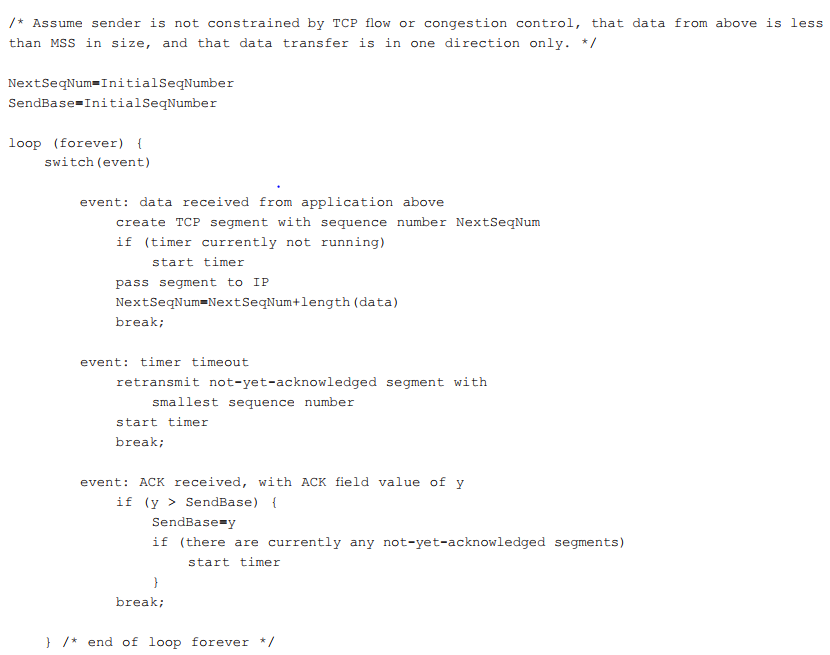 /* Assume sender is not constrained by TCP flow or congestion control, that data from above is less
than MSS in size, and that data transfer is in one direction only. */
NextSeqNum=InitialSeqNumber
SendBase=InitialSeqNumber
loop (forever) {
switch(event)
event: data received from application above
create TCP segment with sequence number NextSeqNum
if (timer currently not running)
start timer
pass segment to IP
NextSeqNum=NextSeqNum+length(data)
break;
event: timer timeout
retransmit not-yet-acknowledged segment with
smallest sequence number
start timer
break;
event: ACK received, with ACK field value of y
if (y > SendBase) {
SendBase=y
if (there are currently any not-yet-acknowledged segments)
start timer
}
break;
} /* end of loop forever */